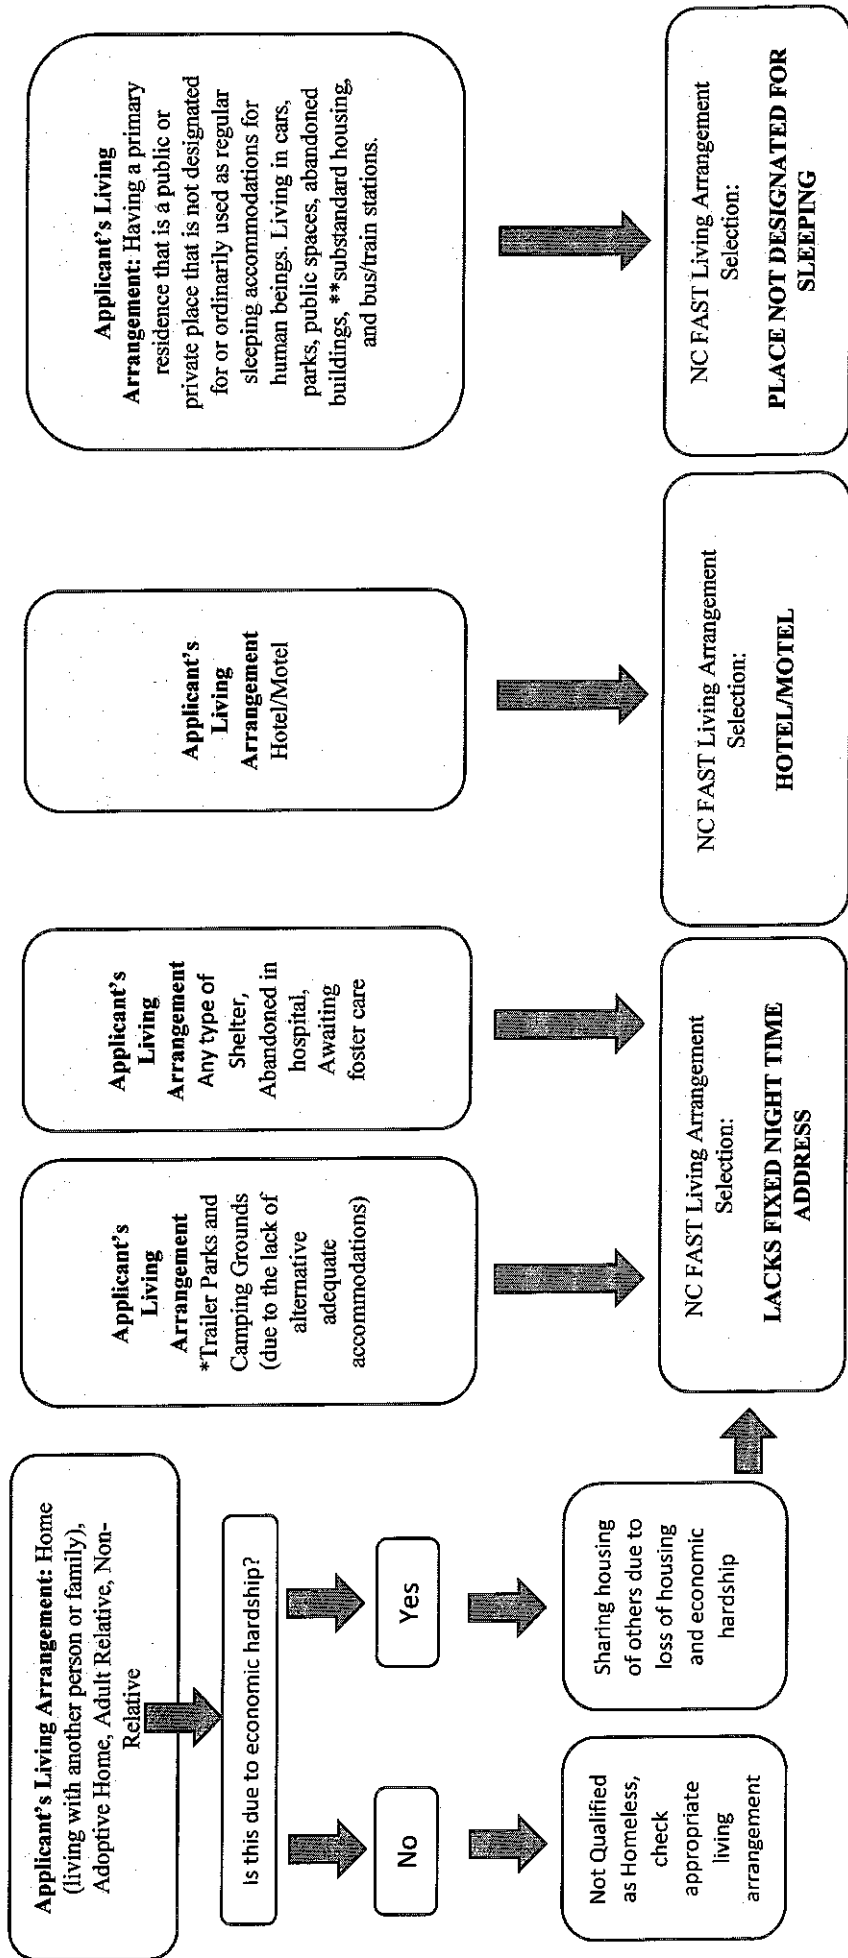 Applicant's Living Arrangement: Home
(living with another person or family),
Adoptive Home, Adult Relative, Non-
Relative
Is this due to economic hardship?
No
Yes
Not Qualified
as Homeless,
check
appropriate
living
arrangement
Sharing housing
of others due to
loss of housing
and economic
hardship
Applicant's
Living
Arrangement
*Trailer Parks and
Camping Grounds
(due to the lack of
alternative
adequate
accommodations)
Applicant's
Living
Arrangement
Any type of
Shelter,
Abandoned in
hospital,
Awaiting
foster care
NC FAST Living Arrangement
Selection:
LACKS FIXED NIGHT TIME
ADDRESS
Applicant's
Living
Arrangement
Hotel/Motel
NC FAST Living Arrangement
Selection:
HOTEL/MOTEL
Applicant's Living
Arrangement: Having a primary
residence that is a public or
private place that is not designated
for or ordinarily used as regular
sleeping accommodations for
human beings. Living in cars,
parks, public spaces, abandoned
buildings, **substandard housing,
and bus/train stations.
NC FAST Living Arrangement
Selection:
PLACE NOT DESIGNATED FOR
SLEEPING